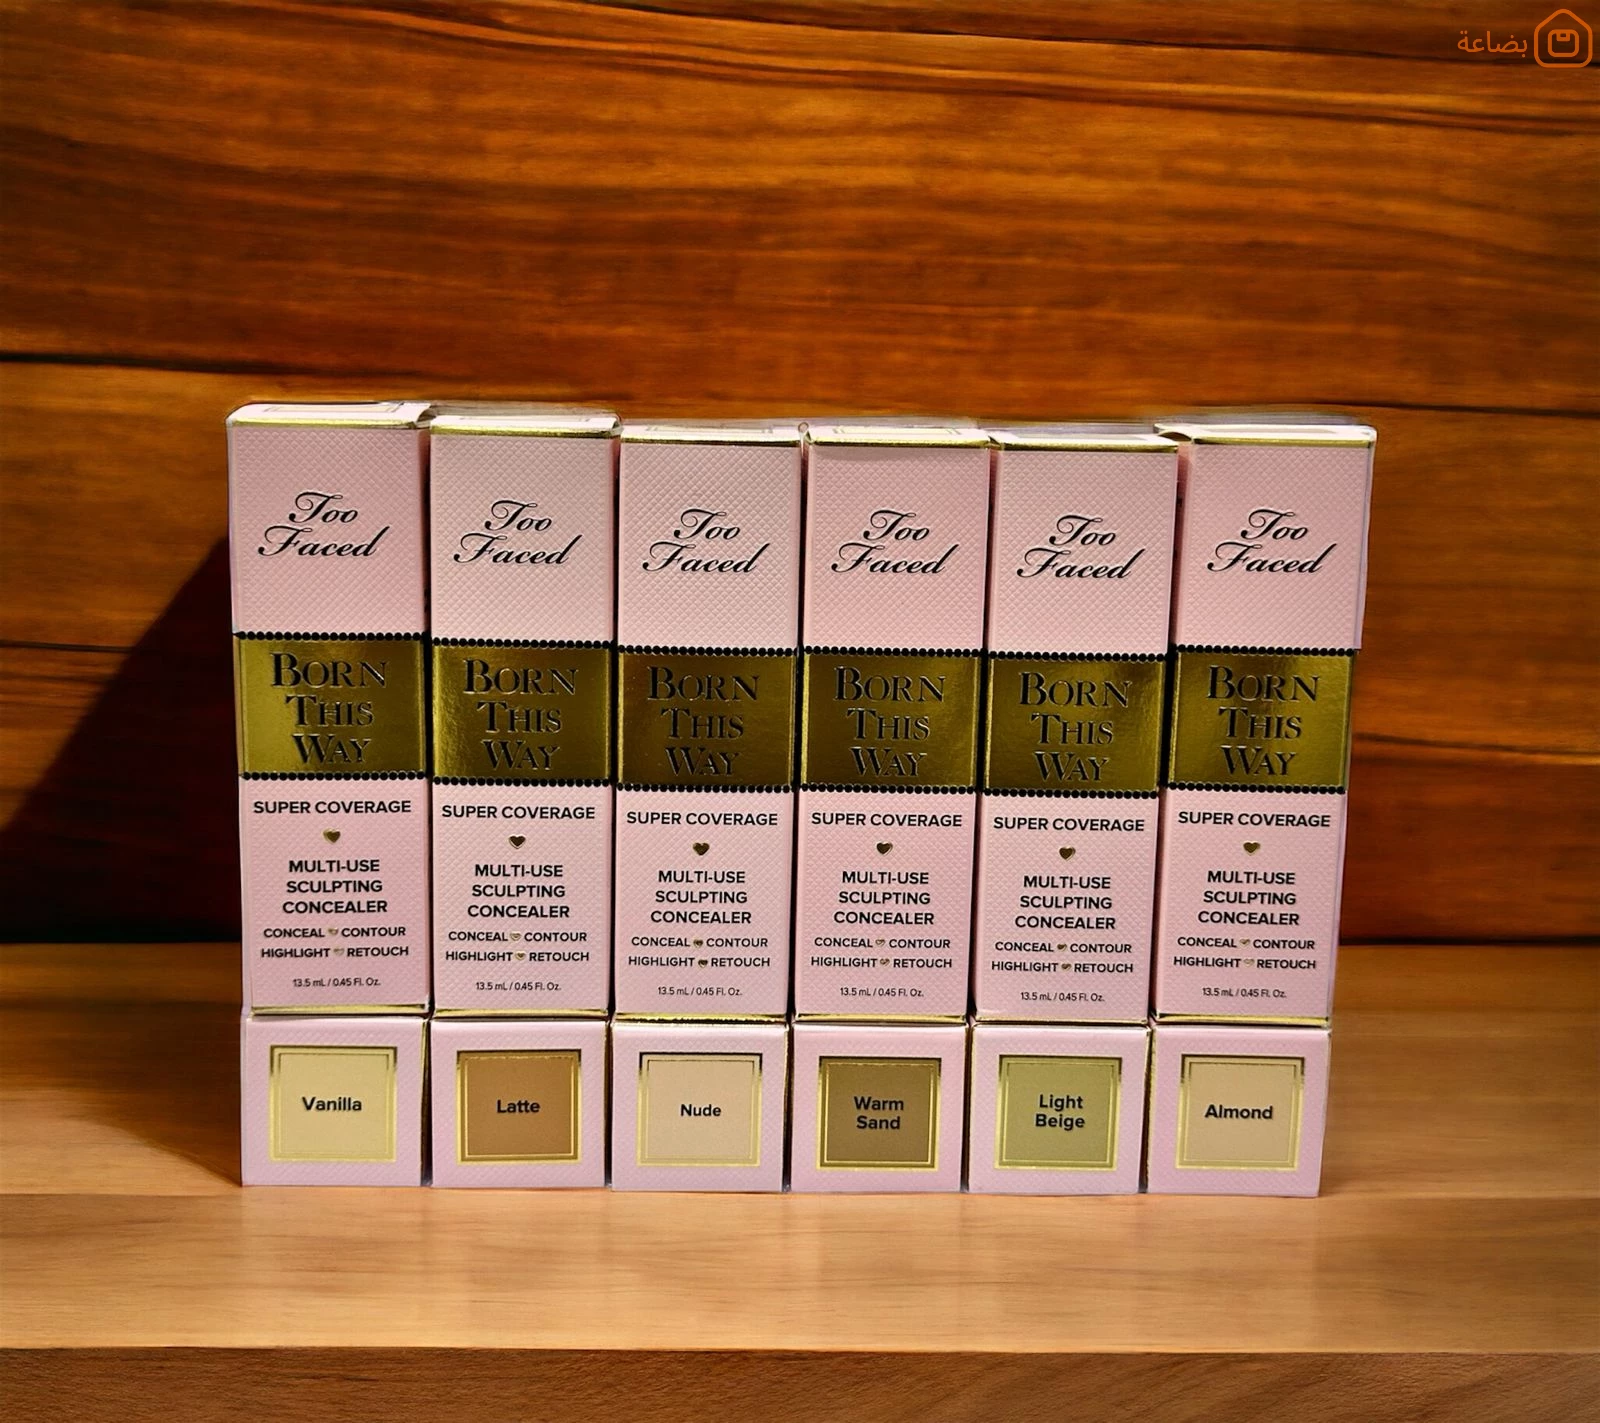 بضاعة
Too
Faced
BORN
THIS
WAY
SUPER COVERAGE
MULTI-USE
SCULPTING
CONCEALER
CONCEAL CONTOUR
HIGHLIGHT RETOUCH
13.5 mL / 0.45 Fl. Oz.
Vanilla
Too
Faced
BORN
THIS
WAY
SUPER COVERAGE
MULTI-USE
SCULPTING
CONCEALER
CONCEAL CONTOUR
HIGHLIGHT RETOUCH
13.5 mL / 0.45 Fl. Oz.
Latte
Too
Faced
BORN
THIS
WAY
SUPER COVERAGE
MULTI-USE
SCULPTING
CONCEALER
CONCEAL CONTOUR
HIGHLIGHT RETOUCH
13.5 mL / 0.45 Fl. Oz.
Nude
Too
Faced
BORN
THIS
WAY
SUPER COVERAGE
MULTI-USE
SCULPTING
CONCEALER
CONCEAL CONTOUR
HIGHLIGHT RETOUCH
13.5 mL / 0.45 Fl. Oz.
Warm
Sand
Too
Faced
BORN
THIS
WAY
SUPER COVERAGE
MULTI-USE
SCULPTING
CONCEALER
CONCEAL CONTOUR
HIGHLIGHT RETOUCH
13.5 mL / 0.45 Fl. Oz.
Light
Beige
Too
Faced
BORN
THIS
WAY
SUPER COVERAGE
MULTI-USE
SCULPTING
CONCEALER
CONCEAL CONTOUR
HIGHLIGHT RETOUCH
13.5 mL / 0.45 Fl. Oz.
Almond